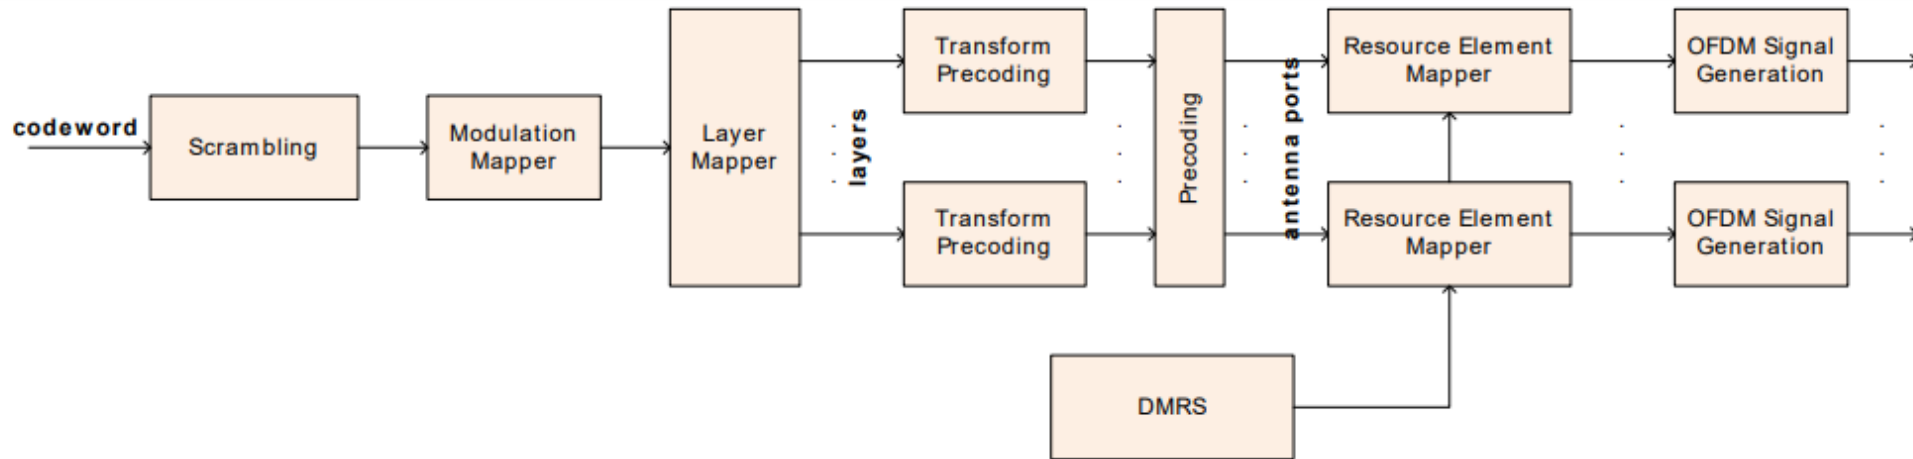 codeword
Scrambling
Modulation
Mapper
Layer
Mapper
layers
Transform
Precoding
Transform
Precoding
Precoding
antenna ports
Resource Element
Mapper
Resource Element
Mapper
OFDM Signal
Generation
OFDM Signal
Generation
DMRS